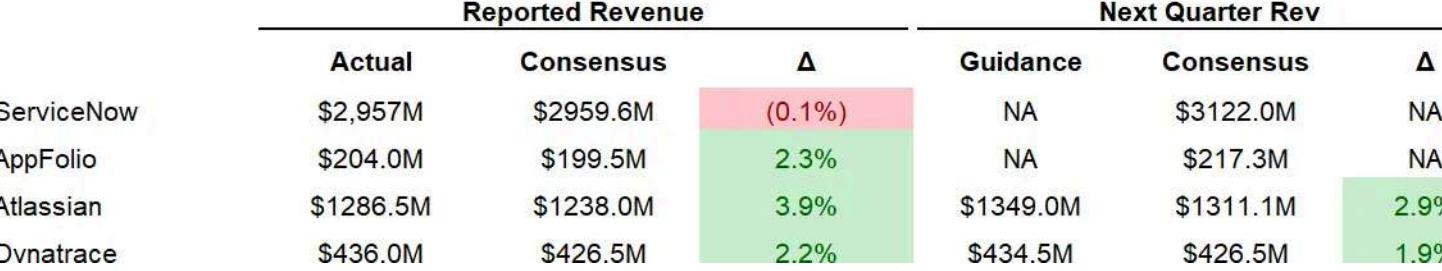 Reported Revenue Next Quarter Rev
Actual Consensus Δ Guidance Consensus Δ
ServiceNow $2,957M $2959.6M (0.1%) NA $3122.0M NA
AppFolio $204.0M $199.5M 2.3% NA $217.3M NA
Atlassian $1286.5M $1238.0M 3.9% $1349.0M $1311.1M 2.9%
Dynatrace $436.0M $426.5M 2.2% $434.5M $426.5M 1.9%